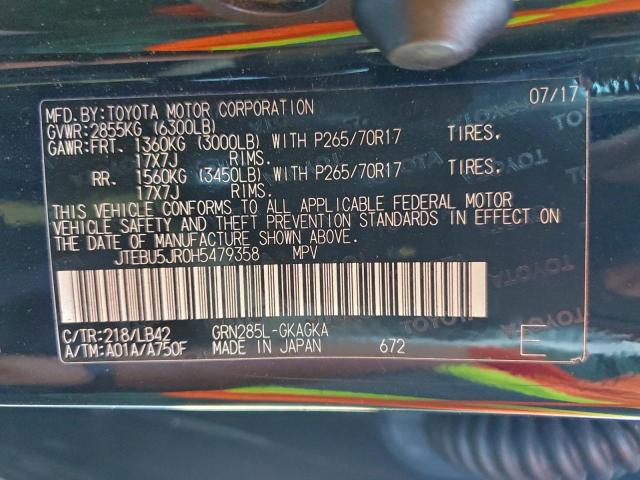 MFD.BY:TOYOTA MOTOR CORPORATION 07/17
GVWR:2855KG (6300LB)
GAWR:FRT. 1360KG (3000LB) WITH P265/70R17 TIRES.
17X7J RIMS.
RR. 1560KG (3450LB) WITH P265/70R17 TIRES.
17X7J RIMS.
THIS VEHICLE CONFORMS TO ALL APPLICABLE FEDERAL MOTOR
VEHICLE SAFETY AND THEFT PREVENTION STANDARDS IN EFFECT ON
THE DATE OF MANUFACTURE SHOWN ABOVE.
JTEBU5JR0H5479358 MPV
C/TR:218/LB42 GRN285L-GKAGKA
A/TM:A01A/A750F MADE IN JAPAN 672 E